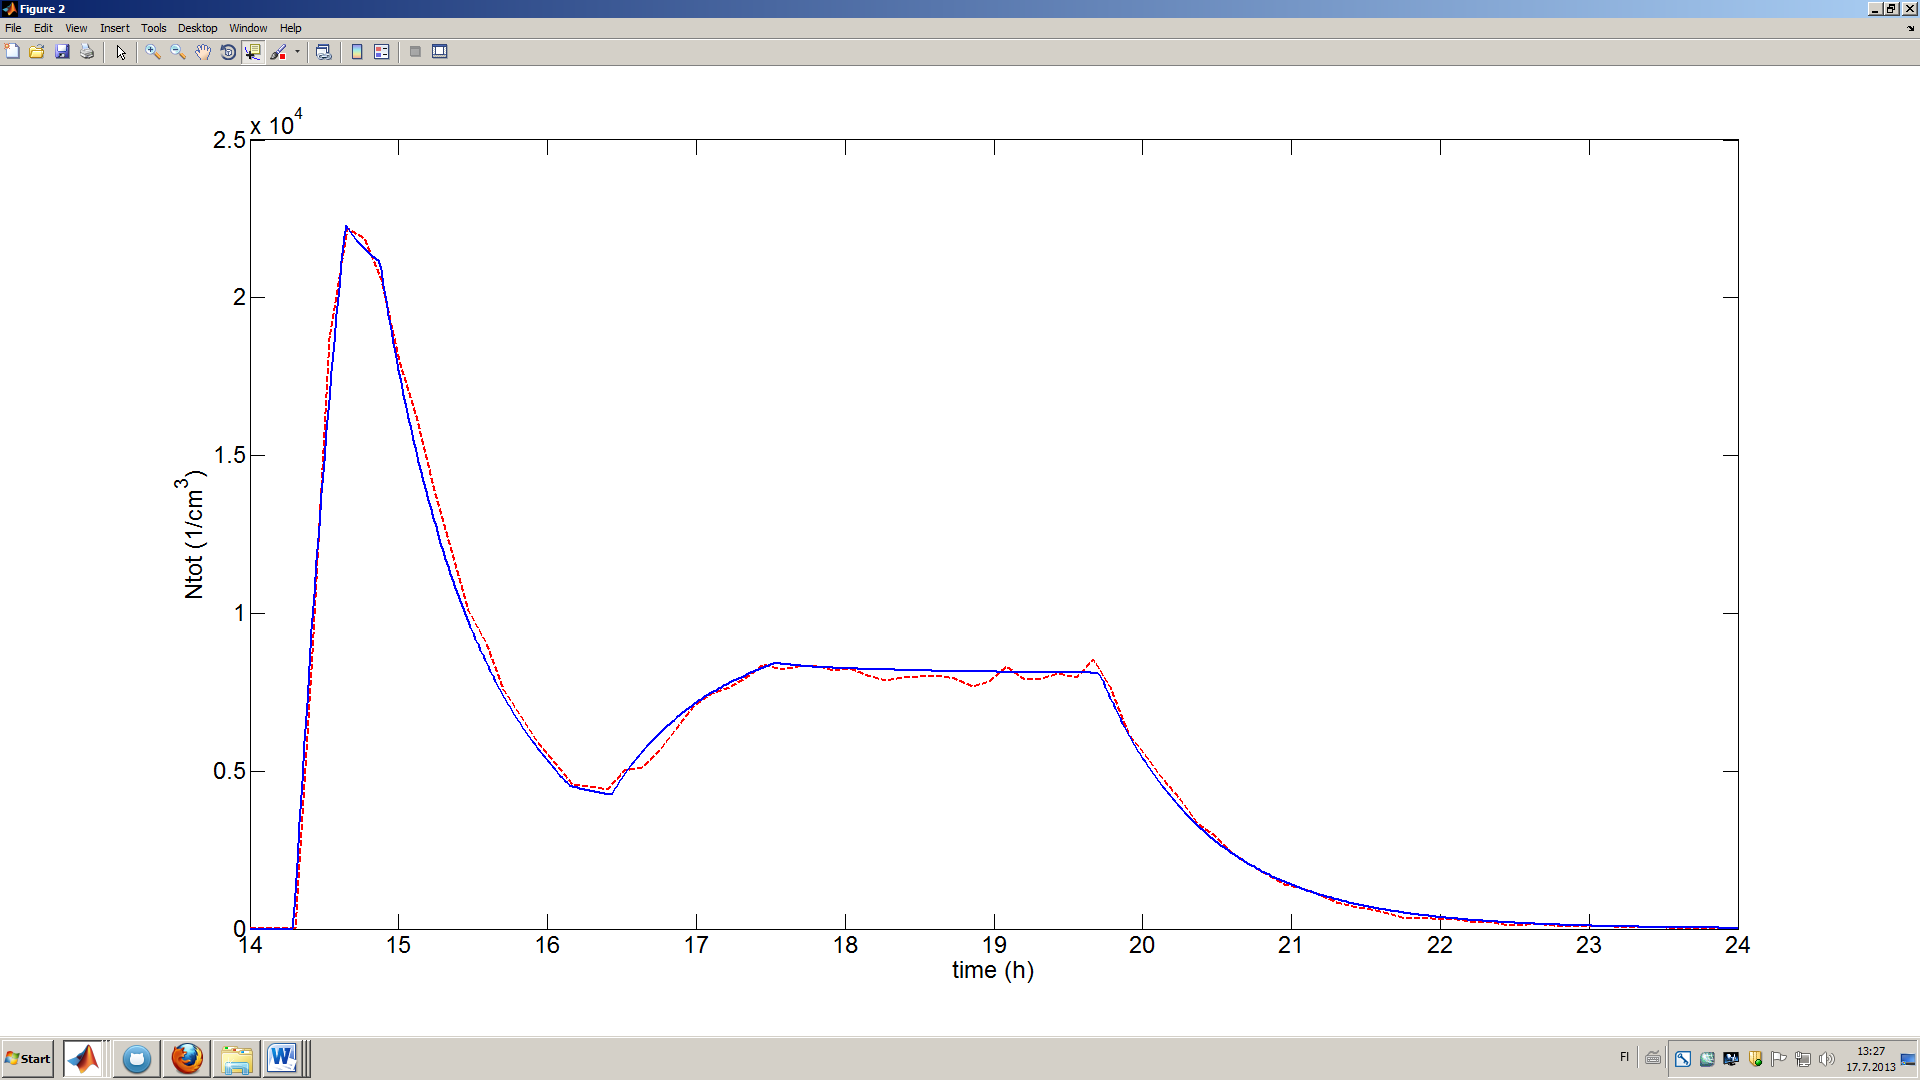 Figure 2
File Edit View Insert Tools Desktop Window Help
x 10^4
2.5
2
1.5
1
0.5
0
Ntot (1/cm^3)
14 15 16 17 18 19 20 21 22 23 24
time (h)
Start
FI
13:27
17.7.2013